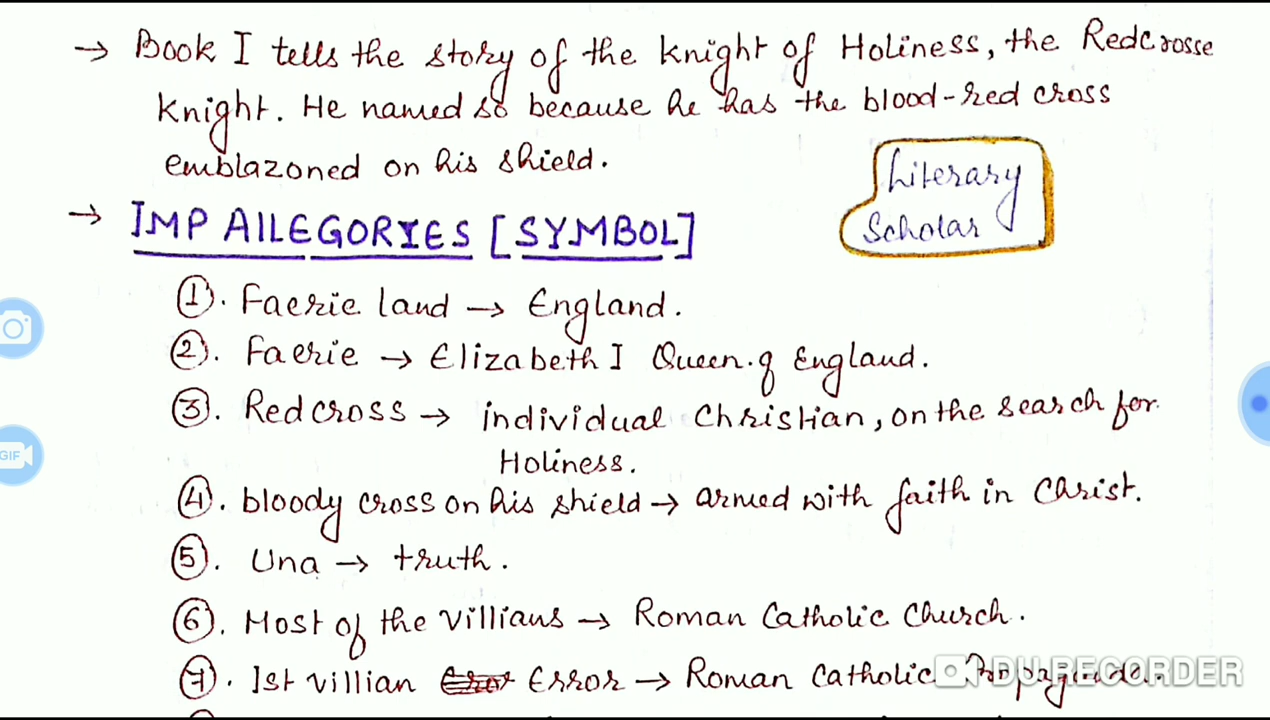 → Book I tells the story of the knight of Holiness, the Redcrosse
knight. He named so because he has the blood-red cross
emblazoned on his shield.
Literary
Scholar
→ IMP AllEGORIES [SYMBOL]
①. Faerie land → England.
②. Faerie → Elizabeth I Queen of England.
③. Redcross → individual Christian, on the search for
Holiness.
④. bloody cross on his shield → armed with faith in Christ.
⑤. Una → truth.
⑥. Most of the Villians → Roman Catholic Church.
⑦. Ist villian Error → Roman Catholic Propaganda.
DU RECORDER
GIF